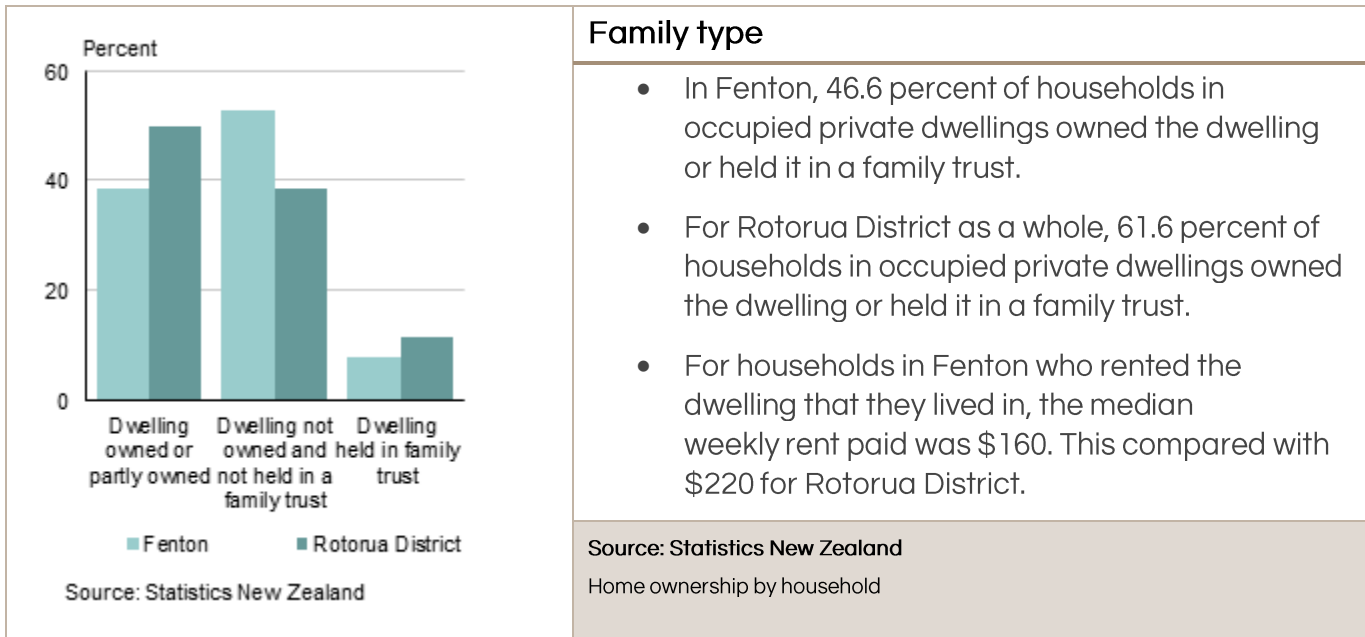 Percent
60
40
20
0
Dwelling owned or partly owned
Dwelling not owned and not held in a family trust
Dwelling held in family trust
Fenton
Rotorua District
Source: Statistics New Zealand
Family type
• In Fenton, 46.6 percent of households in
occupied private dwellings owned the dwelling
or held it in a family trust.
• For Rotorua District as a whole, 61.6 percent of
households in occupied private dwellings owned
the dwelling or held it in a family trust.
• For households in Fenton who rented the
dwelling that they lived in, the median
weekly rent paid was $160. This compared with
$220 for Rotorua District.
Source: Statistics New Zealand
Home ownership by household